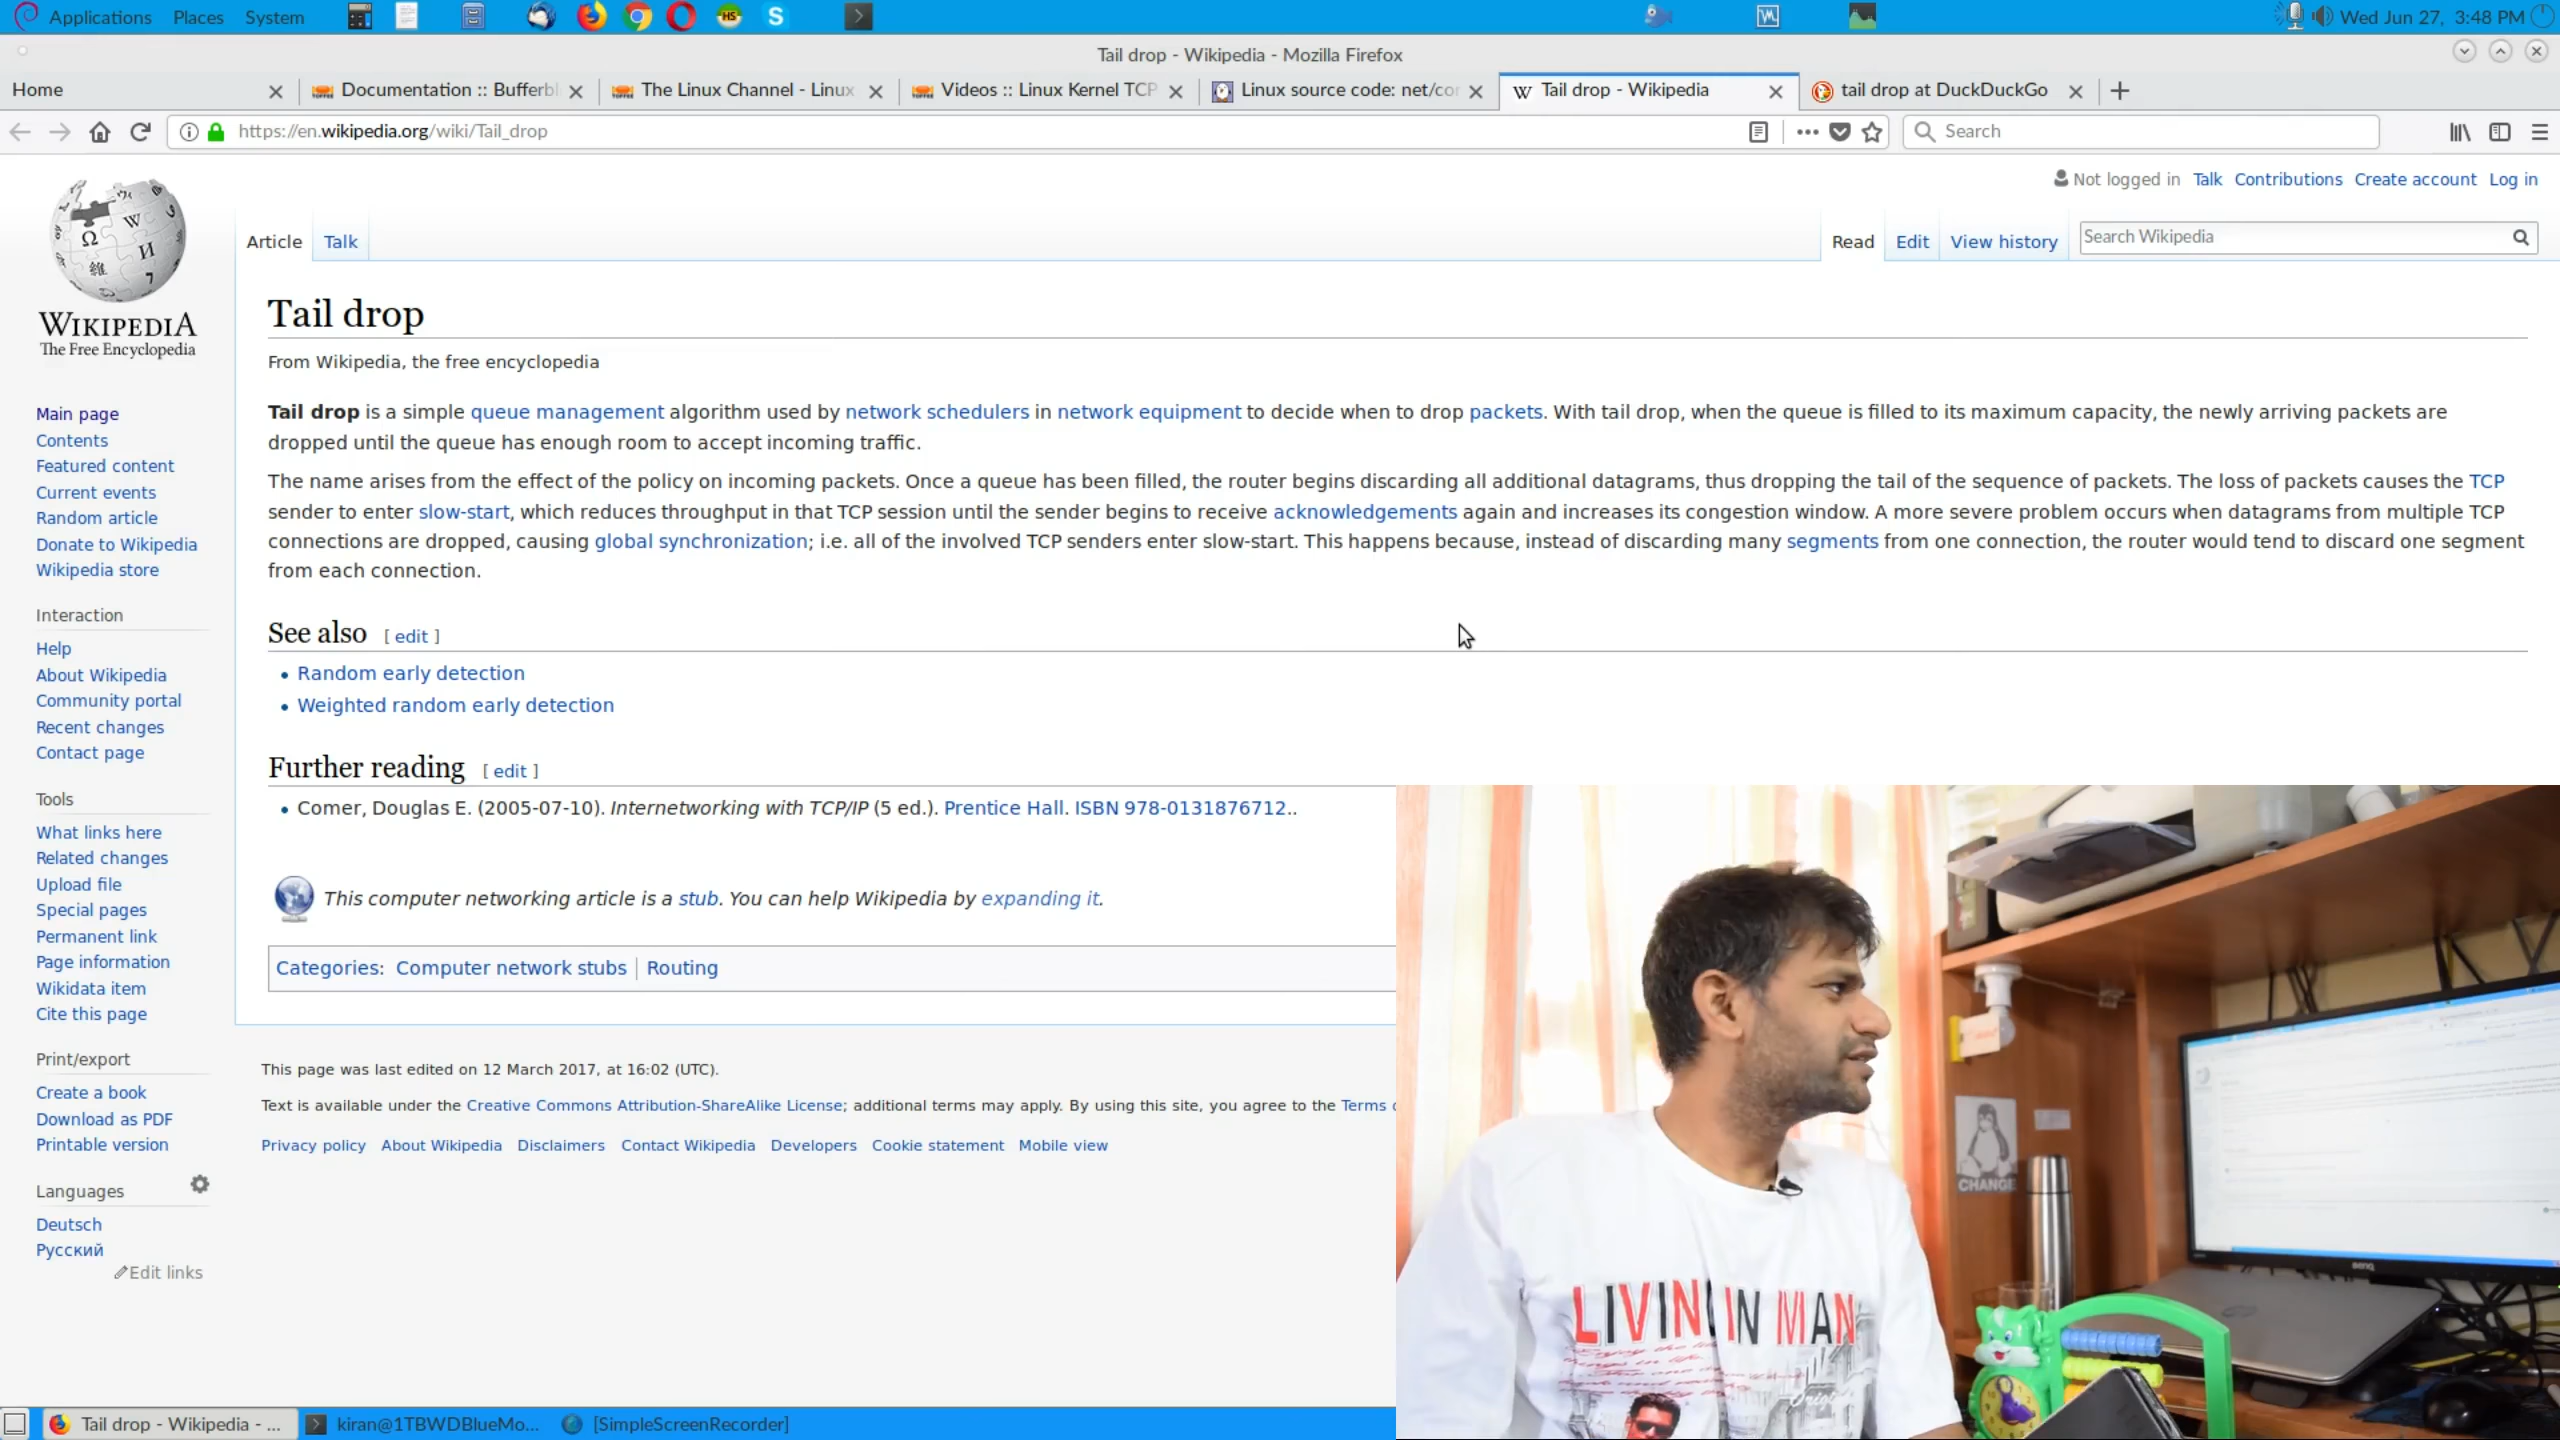 Applications Places System
HS
S
Wed Jun 27, 3:48 PM
Tail drop - Wikipedia - Mozilla Firefox
Home
Documentation :: Bufferbl
The Linux Channel - Linux
Videos :: Linux Kernel TCP
Linux source code: net/cor
W Tail drop - Wikipedia
tail drop at DuckDuckGo
https://en.wikipedia.org/wiki/Tail_drop
Search
Not logged in Talk Contributions Create account Log in
Article Talk
Read Edit View history
Search Wikipedia
WIKIPEDIA
The Free Encyclopedia
Main page
Contents
Featured content
Current events
Random article
Donate to Wikipedia
Wikipedia store
Interaction
Help
About Wikipedia
Community portal
Recent changes
Contact page
Tools
What links here
Related changes
Upload file
Special pages
Permanent link
Page information
Wikidata item
Cite this page
Print/export
Create a book
Download as PDF
Printable version
Languages
Deutsch
Русский
Edit links
Tail drop
From Wikipedia, the free encyclopedia
Tail drop is a simple queue management algorithm used by network schedulers in network equipment to decide when to drop packets. With tail drop, when the queue is filled to its maximum capacity, the newly arriving packets are
dropped until the queue has enough room to accept incoming traffic.
The name arises from the effect of the policy on incoming packets. Once a queue has been filled, the router begins discarding all additional datagrams, thus dropping the tail of the sequence of packets. The loss of packets causes the TCP
sender to enter slow-start, which reduces throughput in that TCP session until the sender begins to receive acknowledgements again and increases its congestion window. A more severe problem occurs when datagrams from multiple TCP
connections are dropped, causing global synchronization; i.e. all of the involved TCP senders enter slow-start. This happens because, instead of discarding many segments from one connection, the router would tend to discard one segment
from each connection.
See also [ edit ]
• Random early detection
• Weighted random early detection
Further reading [ edit ]
• Comer, Douglas E. (2005-07-10). Internetworking with TCP/IP (5 ed.). Prentice Hall. ISBN 978-0131876712..
This computer networking article is a stub. You can help Wikipedia by expanding it.
Categories: Computer network stubs | Routing
This page was last edited on 12 March 2017, at 16:02 (UTC).
Text is available under the Creative Commons Attribution-ShareAlike License; additional terms may apply. By using this site, you agree to the Terms
Privacy policy About Wikipedia Disclaimers Contact Wikipedia Developers Cookie statement Mobile view
CHANGE
BenQ
LIVIN IN MAN
Tail drop - Wikipedia - ...
kiran@1TBWDBlueMo...
[SimpleScreenRecorder]